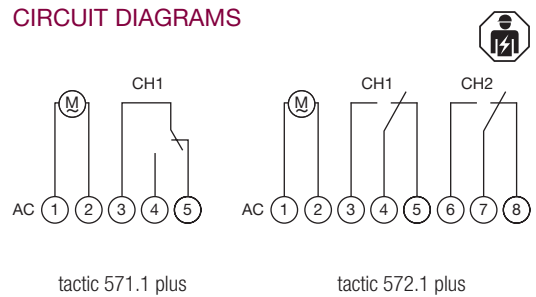 CIRCUIT DIAGRAMS
CH1 CH1 CH2
M M
AC 1 2 3 4 5 AC 1 2 3 4 5 6 7 8
tactic 571.1 plus tactic 572.1 plus